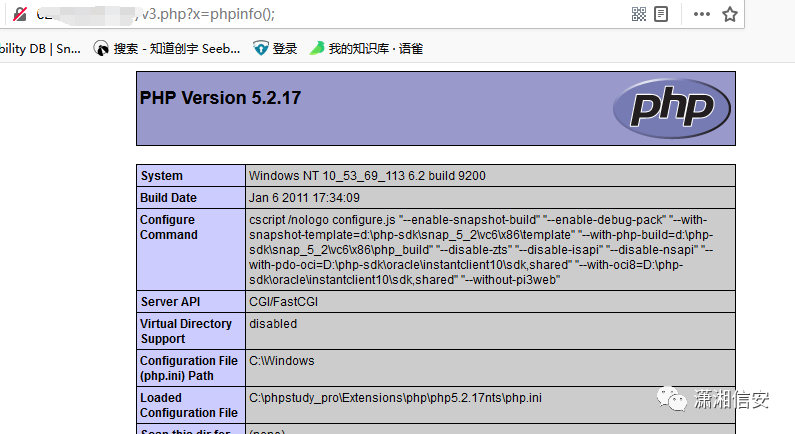 v3.php?x=phpinfo();
bility DB | Sn...
搜索 - 知道创宇 Seeb...
登录
我的知识库 · 语雀
PHP Version 5.2.17
php
System
Windows NT 10_53_69_113 6.2 build 9200
Build Date
Jan 6 2011 17:34:09
Configure
Command
cscript /nologo configure.js "--enable-snapshot-build" "--enable-debug-pack" "--with-
snapshot-template=d:\php-sdk\snap_5_2\vc6\x86\template" "--with-php-build=d:\php-
sdk\snap_5_2\vc6\x86\php_build" "--disable-zts" "--disable-isapi" "--disable-nsapi" "--
with-pdo-oci=D:\php-sdk\oracle\instantclient10\sdk,shared" "--with-oci8=D:\php-
sdk\oracle\instantclient10\sdk,shared" "--without-pi3web"
Server API
CGI/FastCGI
Virtual Directory
Support
disabled
Configuration File
(php.ini) Path
C:\Windows
Loaded
Configuration File
C:\phpstudy_pro\Extensions\php\php5.2.17nts\php.ini
Scan this dir for
(none)
潇湘信安